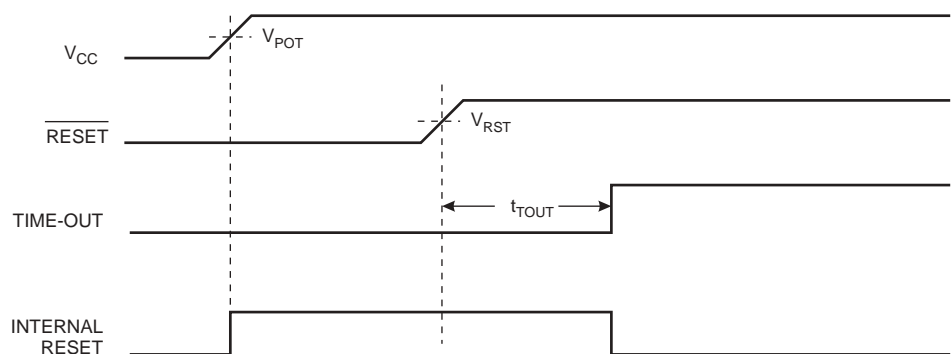 V_CC
V_POT
RESET
V_RST
TIME-OUT
t_TOUT
INTERNAL
RESET